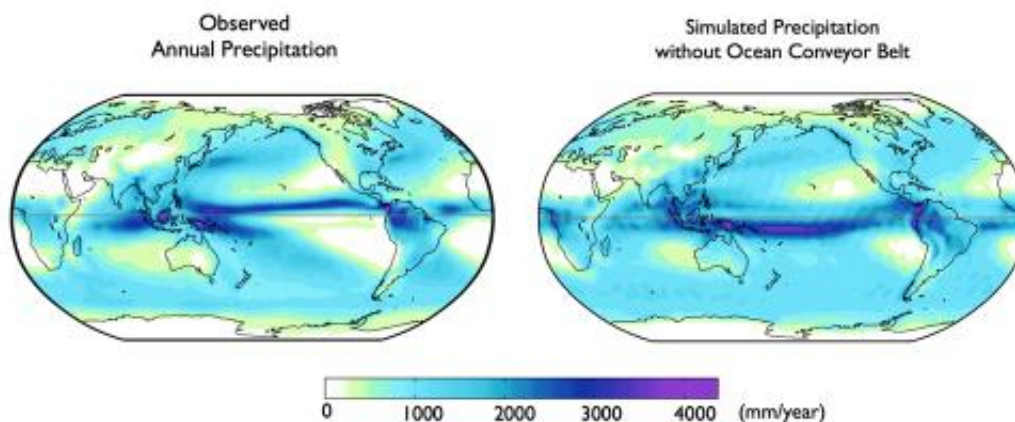 Observed
Annual Precipitation
Simulated Precipitation
without Ocean Conveyor Belt
0 1000 2000 3000 4000 (mm/year)